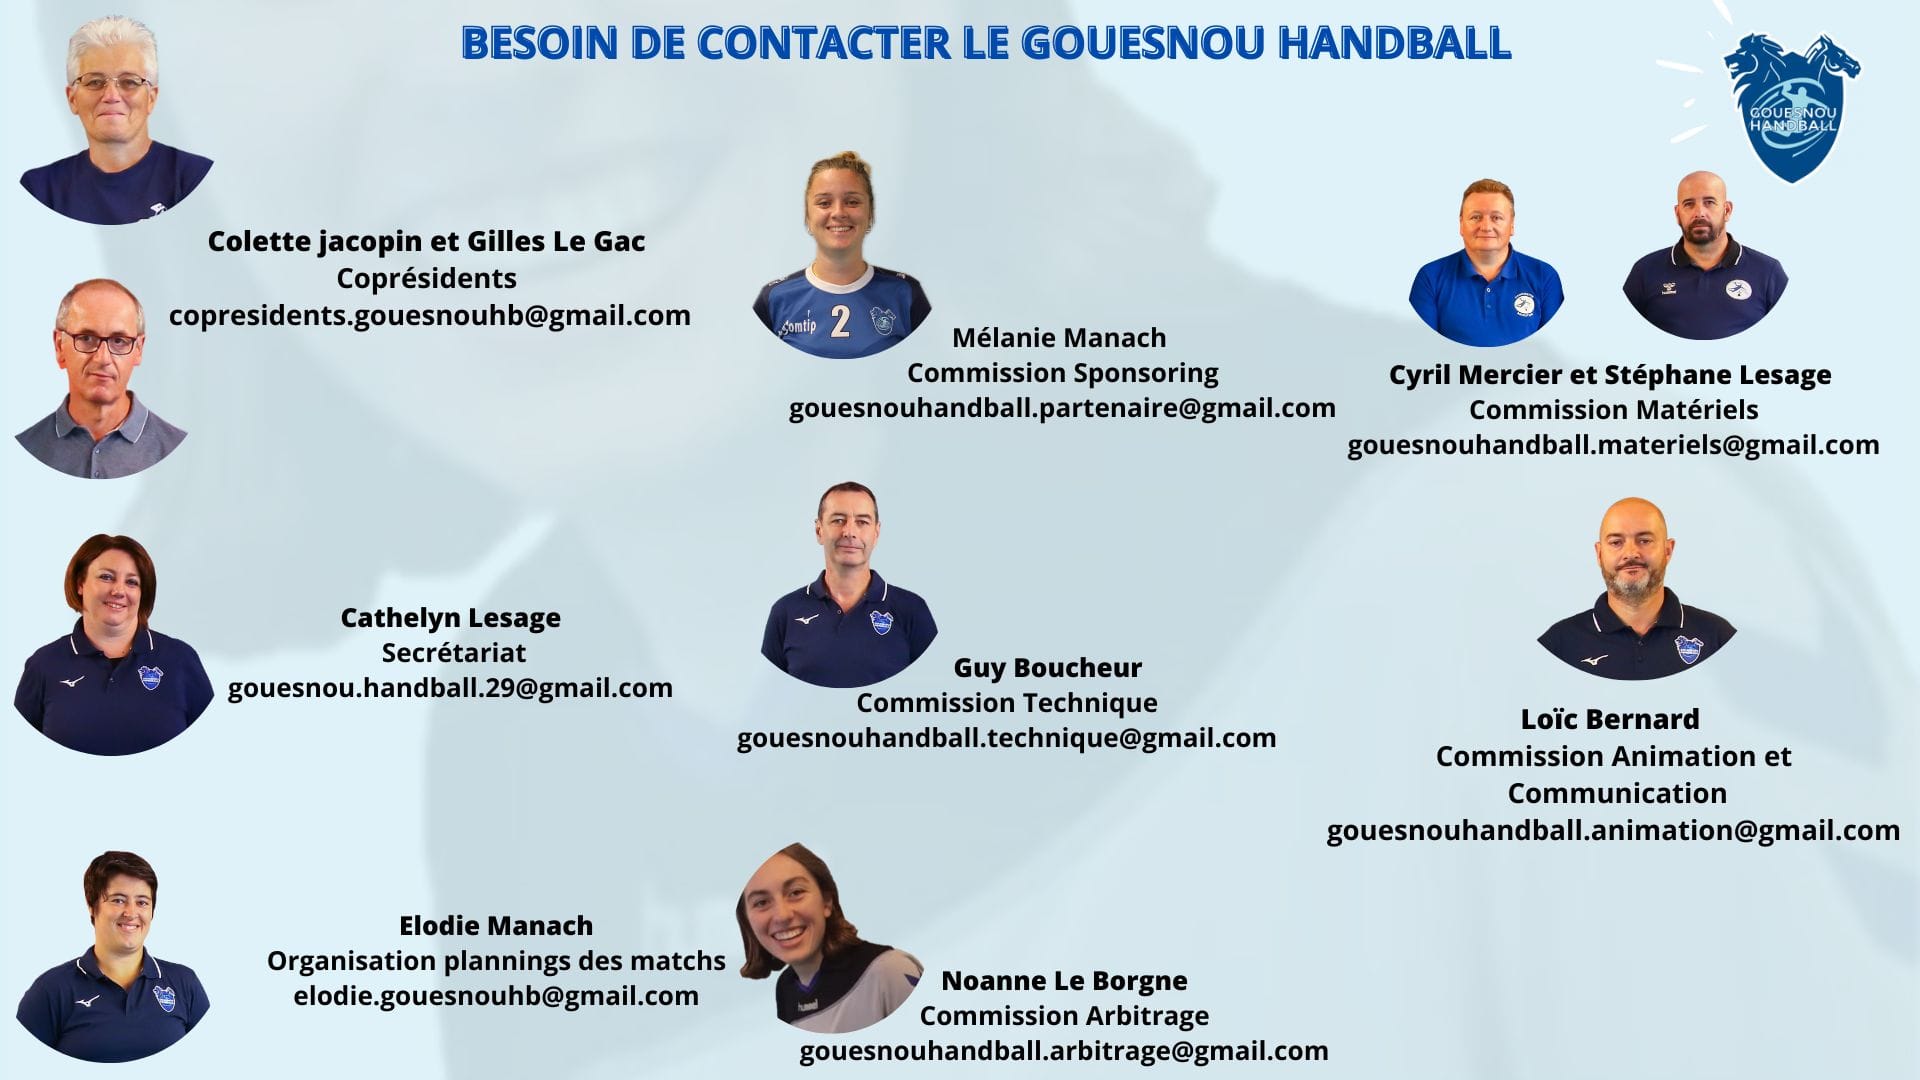 BESOIN DE CONTACTER LE GOUESNOU HANDBALL
GOUESNOU
HANDBALL
Colette jacopin et Gilles Le Gac
Coprésidents
copresidents.gouesnouhb@gmail.com
Cathelyn Lesage
Secrétariat
gouesnou.handball.29@gmail.com
Elodie Manach
Organisation plannings des matchs
elodie.gouesnouhb@gmail.com
Somtip 2
Mélanie Manach
Commission Sponsoring
gouesnouhandball.partenaire@gmail.com
Guy Boucheur
Commission Technique
gouesnouhandball.technique@gmail.com
hummel
Noanne Le Borgne
Commission Arbitrage
gouesnouhandball.arbitrage@gmail.com
Cyril Mercier et Stéphane Lesage
Commission Matériels
gouesnouhandball.materiels@gmail.com
Loïc Bernard
Commission Animation et
Communication
gouesnouhandball.animation@gmail.com